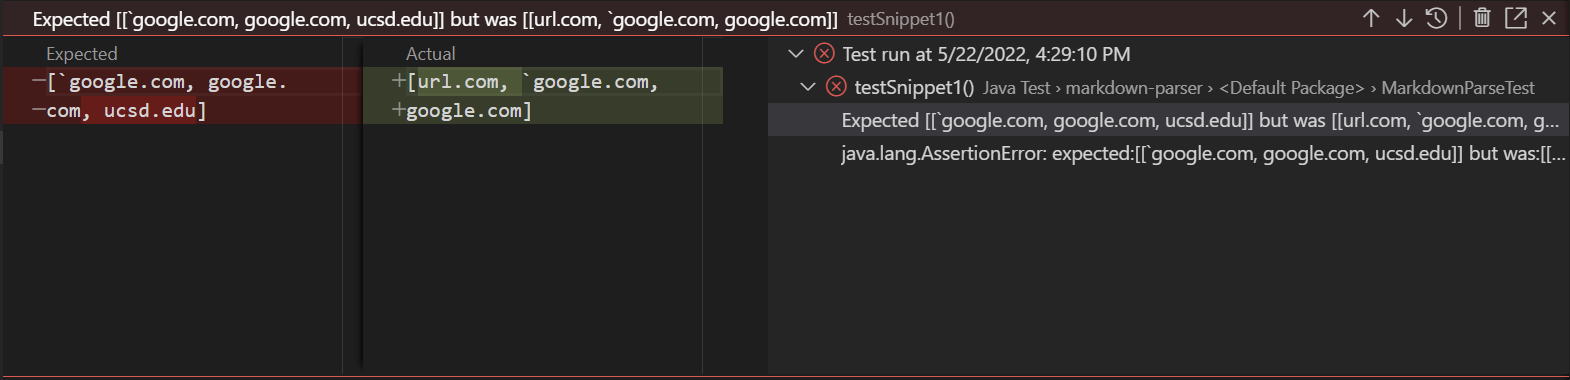 Expected [[`google.com, google.com, ucsd.edu]] but was [[url.com, `google.com, google.com]] testSnippet1()
Expected
−[`google.com, google.
−com, ucsd.edu]
Actual
+[url.com, `google.com,
+google.com]
Test run at 5/22/2022, 4:29:10 PM
testSnippet1() Java Test › markdown-parser › <Default Package> › MarkdownParseTest
Expected [[`google.com, google.com, ucsd.edu]] but was [[url.com, `google.com, g...
java.lang.AssertionError: expected:[[`google.com, google.com, ucsd.edu]] but was:[[...